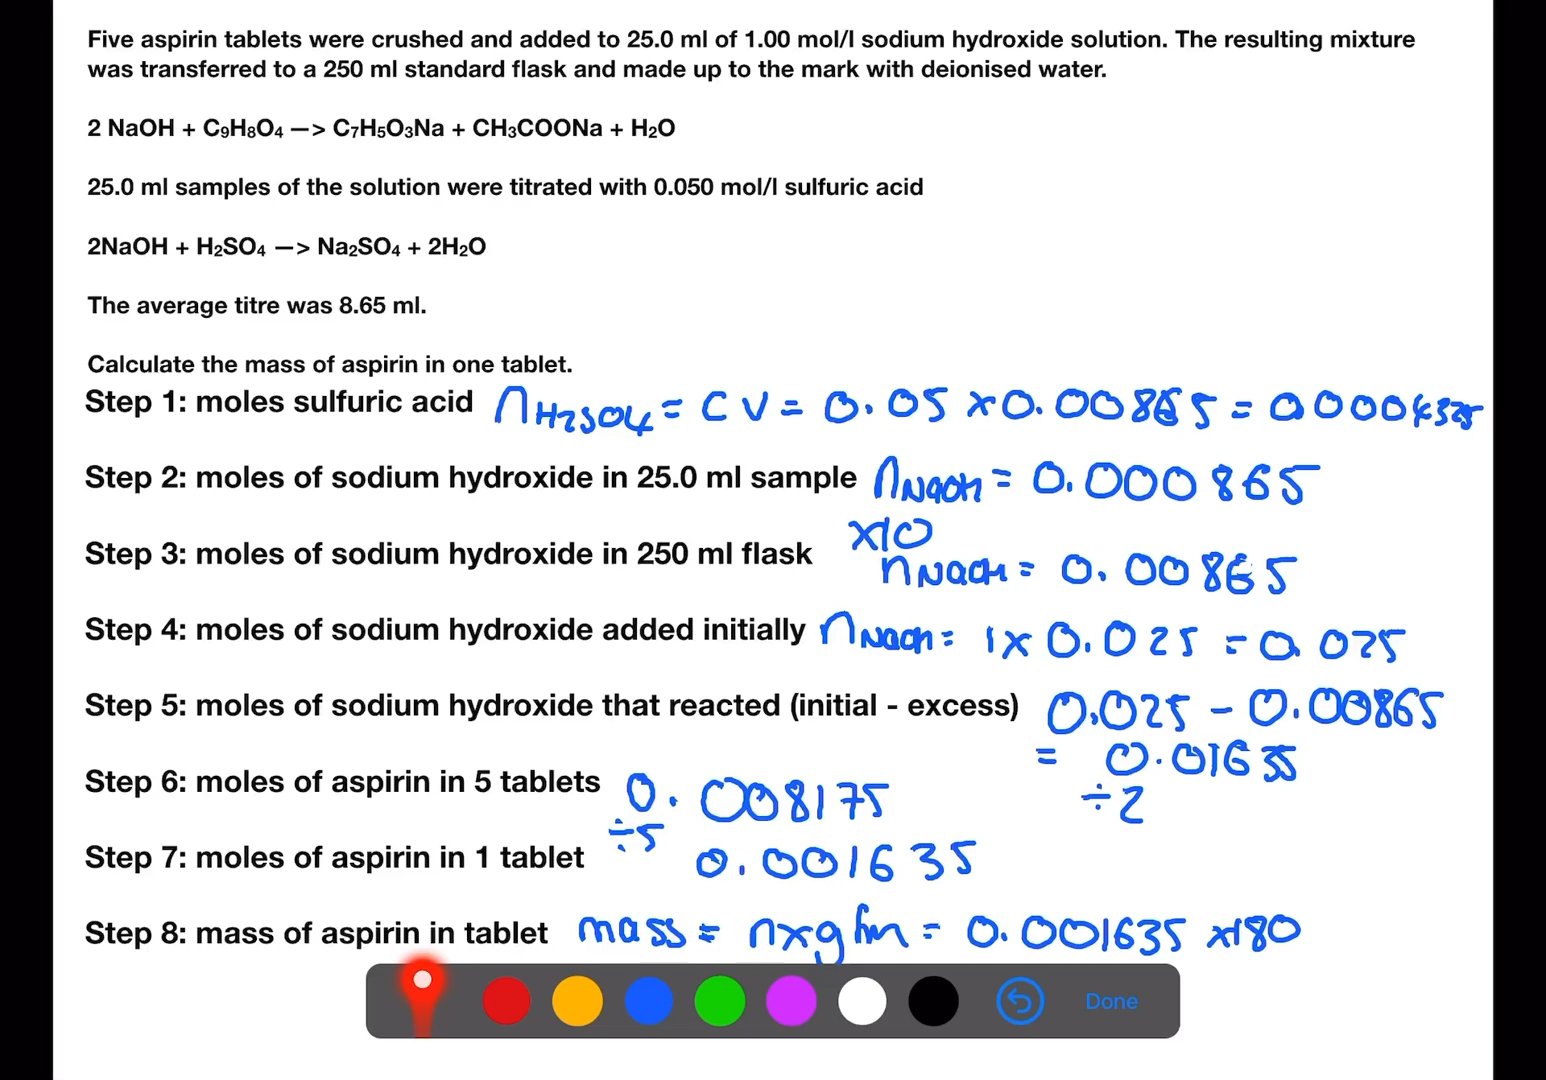 Five aspirin tablets were crushed and added to 25.0 ml of 1.00 mol/l sodium hydroxide solution. The resulting mixture
was transferred to a 250 ml standard flask and made up to the mark with deionised water.
2 NaOH + C₉H₈O₄ —> C₇H₅O₃Na + CH₃COONa + H₂O
25.0 ml samples of the solution were titrated with 0.050 mol/l sulfuric acid
2NaOH + H₂SO₄ —> Na₂SO₄ + 2H₂O
The average titre was 8.65 ml.
Calculate the mass of aspirin in one tablet.
Step 1: moles sulfuric acid nH₂SO₄ = CV = 0.05 x 0.00865 = 0.0004325
Step 2: moles of sodium hydroxide in 25.0 ml sample nNaOH = 0.000865
x10
Step 3: moles of sodium hydroxide in 250 ml flask nNaOH = 0.00865
Step 4: moles of sodium hydroxide added initially nNaOH = 1 x 0.025 = 0.025
Step 5: moles of sodium hydroxide that reacted (initial - excess) 0.025 - 0.00865
= 0.01635
Step 6: moles of aspirin in 5 tablets 0.008175 ÷2
÷5
Step 7: moles of aspirin in 1 tablet 0.001635
Step 8: mass of aspirin in tablet mass = n x gfm = 0.001635 x180
Done